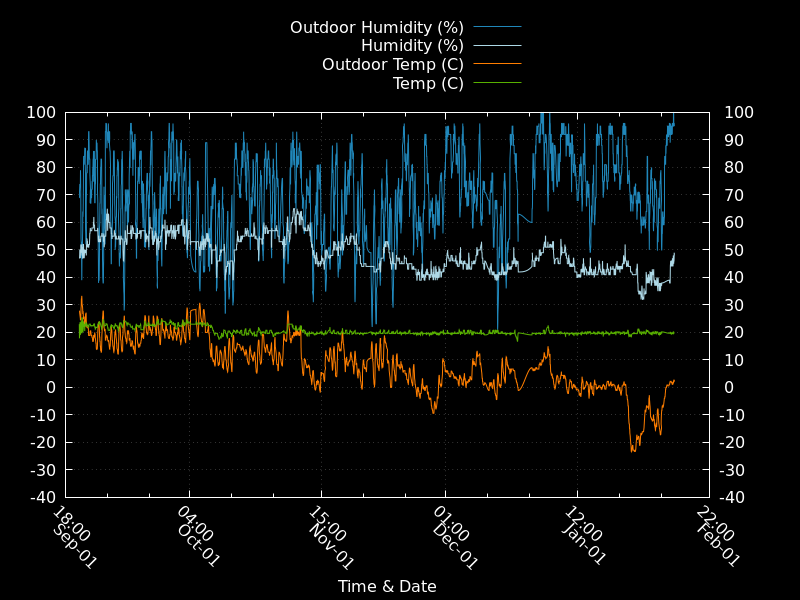 Outdoor Humidity (%)
Humidity (%)
Outdoor Temp (C)
Temp (C)
100 100
90 90
80 80
70 70
60 60
50 50
40 40
30 30
20 20
10 10
0 0
-10 -10
-20 -20
-30 -30
-40 -40
18:00 04:00 15:00 01:00 12:00 22:00
Sep-01 Oct-01 Nov-01 Dec-01 Jan-01 Feb-01
Time & Date